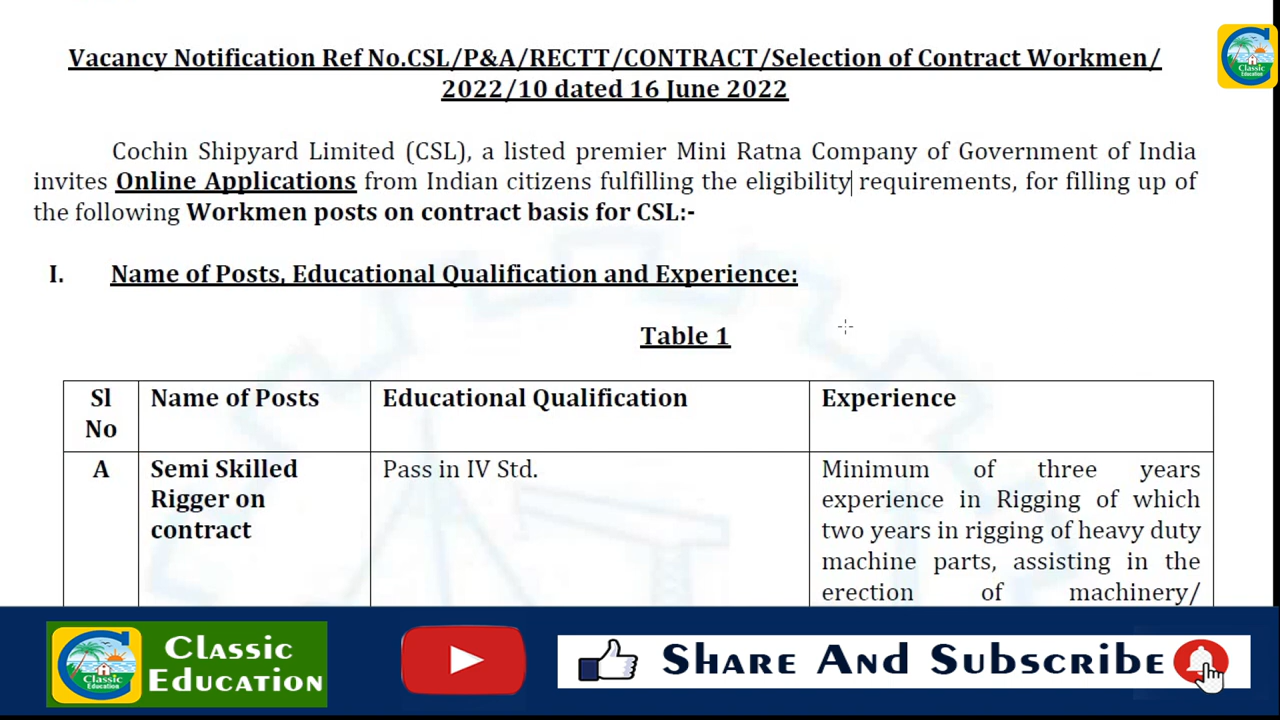 Vacancy Notification Ref No.CSL/P&A/RECTT/CONTRACT/Selection of Contract Workmen/
2022/10 dated 16 June 2022
Classic
Education
Cochin Shipyard Limited (CSL), a listed premier Mini Ratna Company of Government of India
invites Online Applications from Indian citizens fulfilling the eligibility requirements, for filling up of
the following Workmen posts on contract basis for CSL:-
I. Name of Posts, Educational Qualification and Experience:
Table 1
Sl
No
Name of Posts
Educational Qualification
Experience
A
Semi Skilled
Rigger on
contract
Pass in IV Std.
Minimum of three years
experience in Rigging of which
two years in rigging of heavy duty
machine parts, assisting in the
erection of machinery/
Classic
Education
Classic
Education
Share And Subscribe